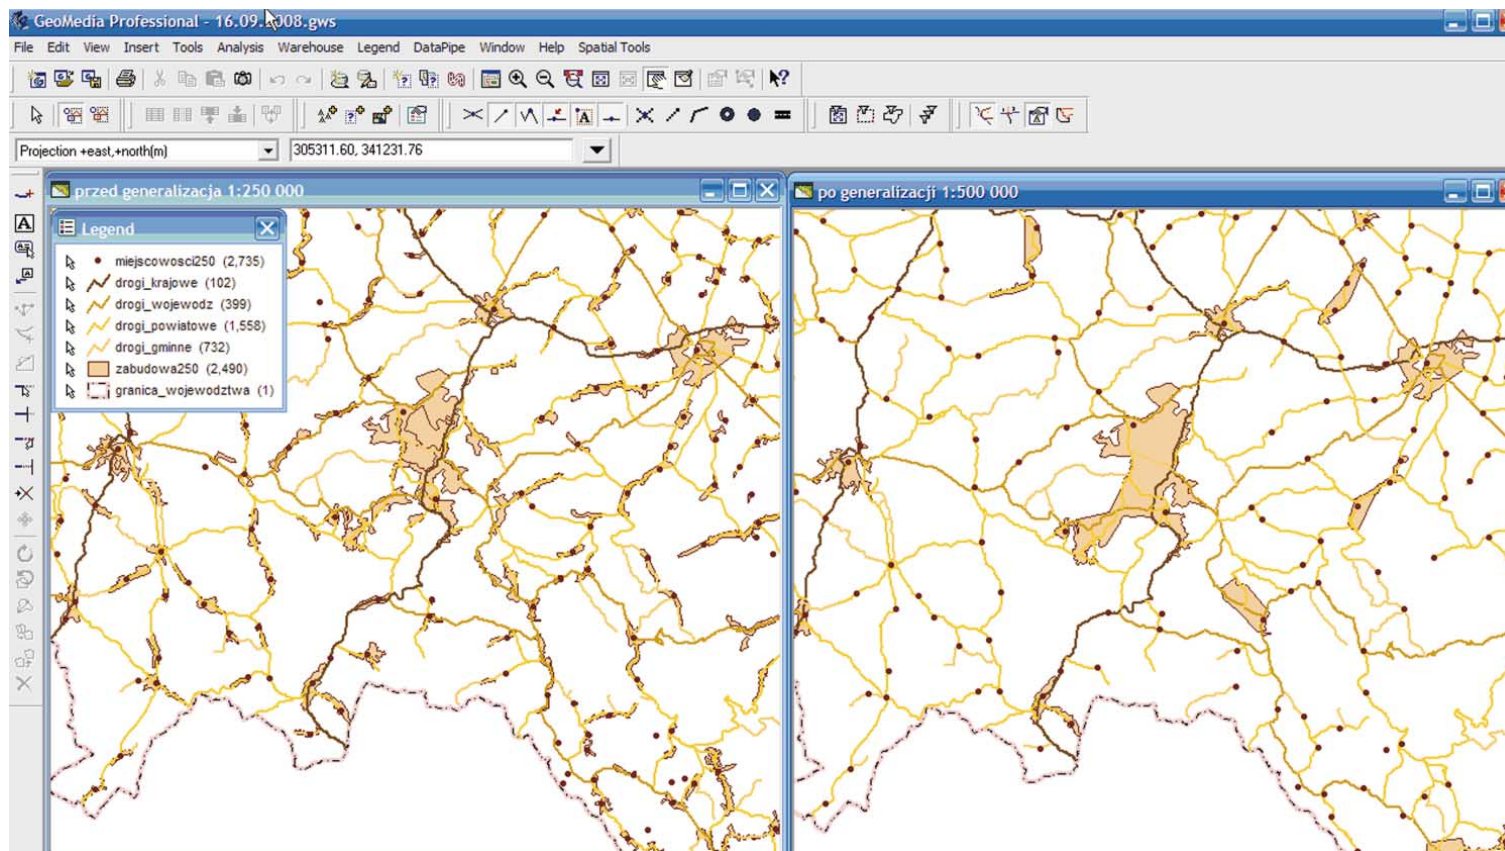 GeoMedia Professional - 16.09.2008.gws
File Edit View Insert Tools Analysis Warehouse Legend DataPipe Window Help Spatial Tools
Projection +east,+north(m) 305311.60, 341231.76
przed generalizacja 1:250 000
po generalizacji 1:500 000
Legend
miejscowosci250 (2,735)
drogi_krajowe (102)
drogi_wojewodz (399)
drogi_powiatowe (1,558)
drogi_gminne (732)
zabudowa250 (2,490)
granica_wojewodztwa (1)